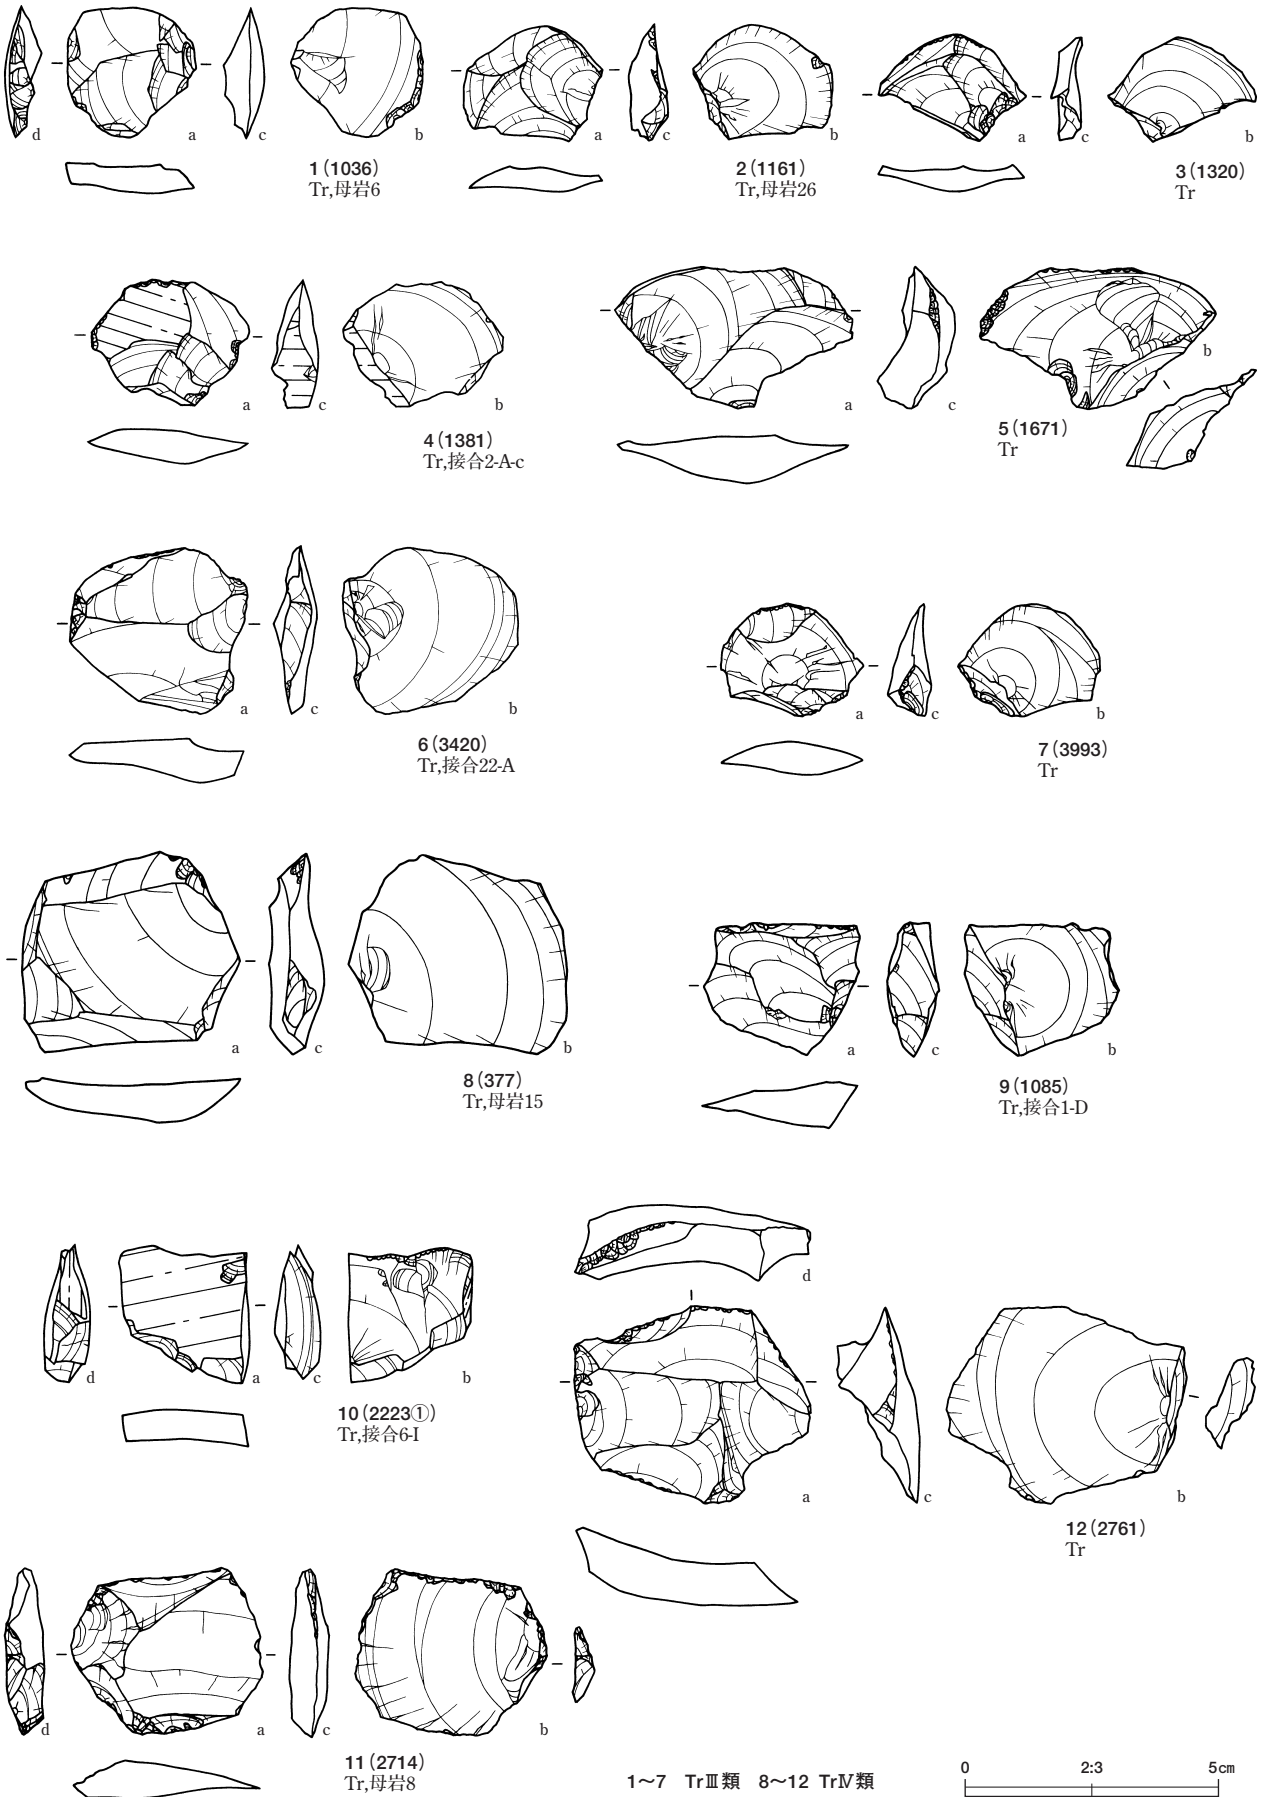 d a c b
1(1036)
Tr,母岩6
a c b
2(1161)
Tr,母岩26
a c b
3(1320)
Tr
a c b
4(1381)
Tr,接合2-A-c
a c b
5(1671)
Tr
a c b
6(3420)
Tr,接合22-A
a c b
7(3993)
Tr
a c b
8(377)
Tr,母岩15
a c b
9(1085)
Tr,接合1-D
d a c b
10(2223①)
Tr,接合6-I
d
a c b
12(2761)
Tr
d a c b
11(2714)
Tr,母岩8
1〜7 TrⅢ類 8〜12 TrⅣ類
0 2:3 5cm